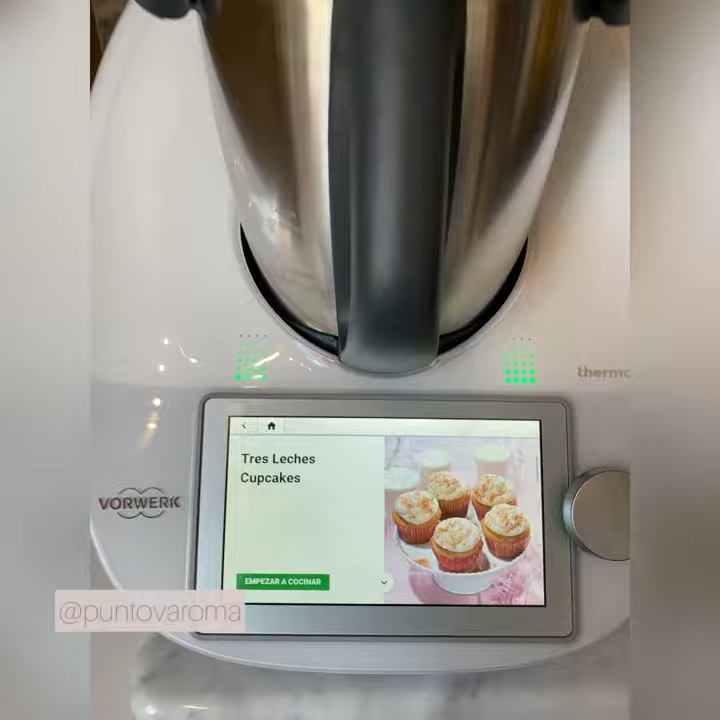 thermo
Tres Leches
Cupcakes
VORWERK
EMPEZAR A COCINAR
@puntovaroma